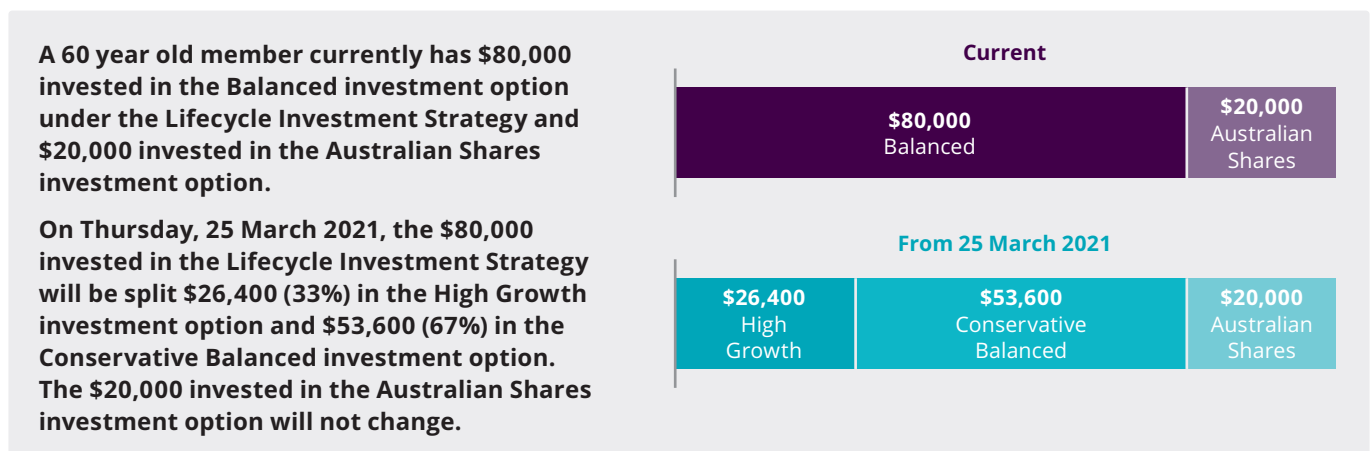 A 60 year old member currently has $80,000
invested in the Balanced investment option
under the Lifecycle Investment Strategy and
$20,000 invested in the Australian Shares
investment option.
On Thursday, 25 March 2021, the $80,000
invested in the Lifecycle Investment Strategy
will be split $26,400 (33%) in the High Growth
investment option and $53,600 (67%) in the
Conservative Balanced investment option.
The $20,000 invested in the Australian Shares
investment option will not change.
Current
$80,000
Balanced
$20,000
Australian
Shares
From 25 March 2021
$26,400
High
Growth
$53,600
Conservative
Balanced
$20,000
Australian
Shares